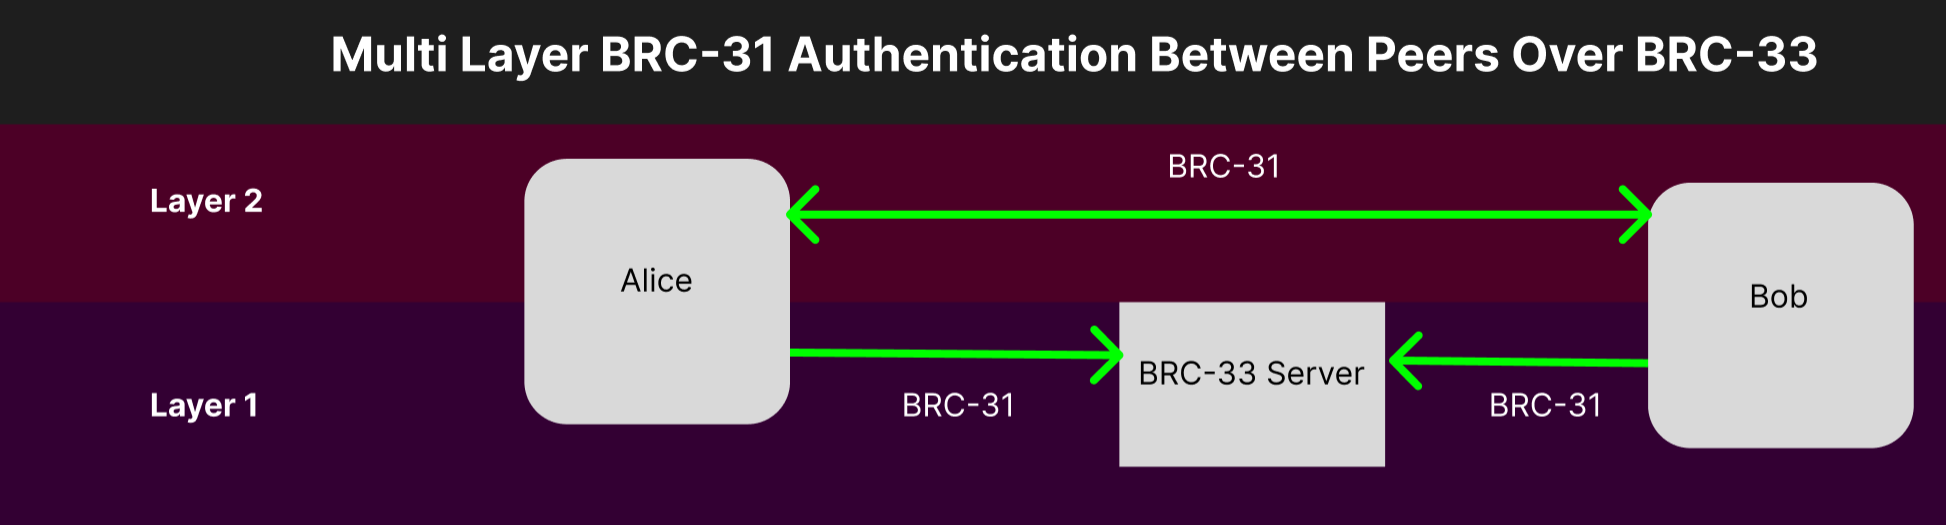 Multi Layer BRC-31 Authentication Between Peers Over BRC-33
BRC-31
Layer 2
Alice
Bob
BRC-33 Server
Layer 1
BRC-31
BRC-31